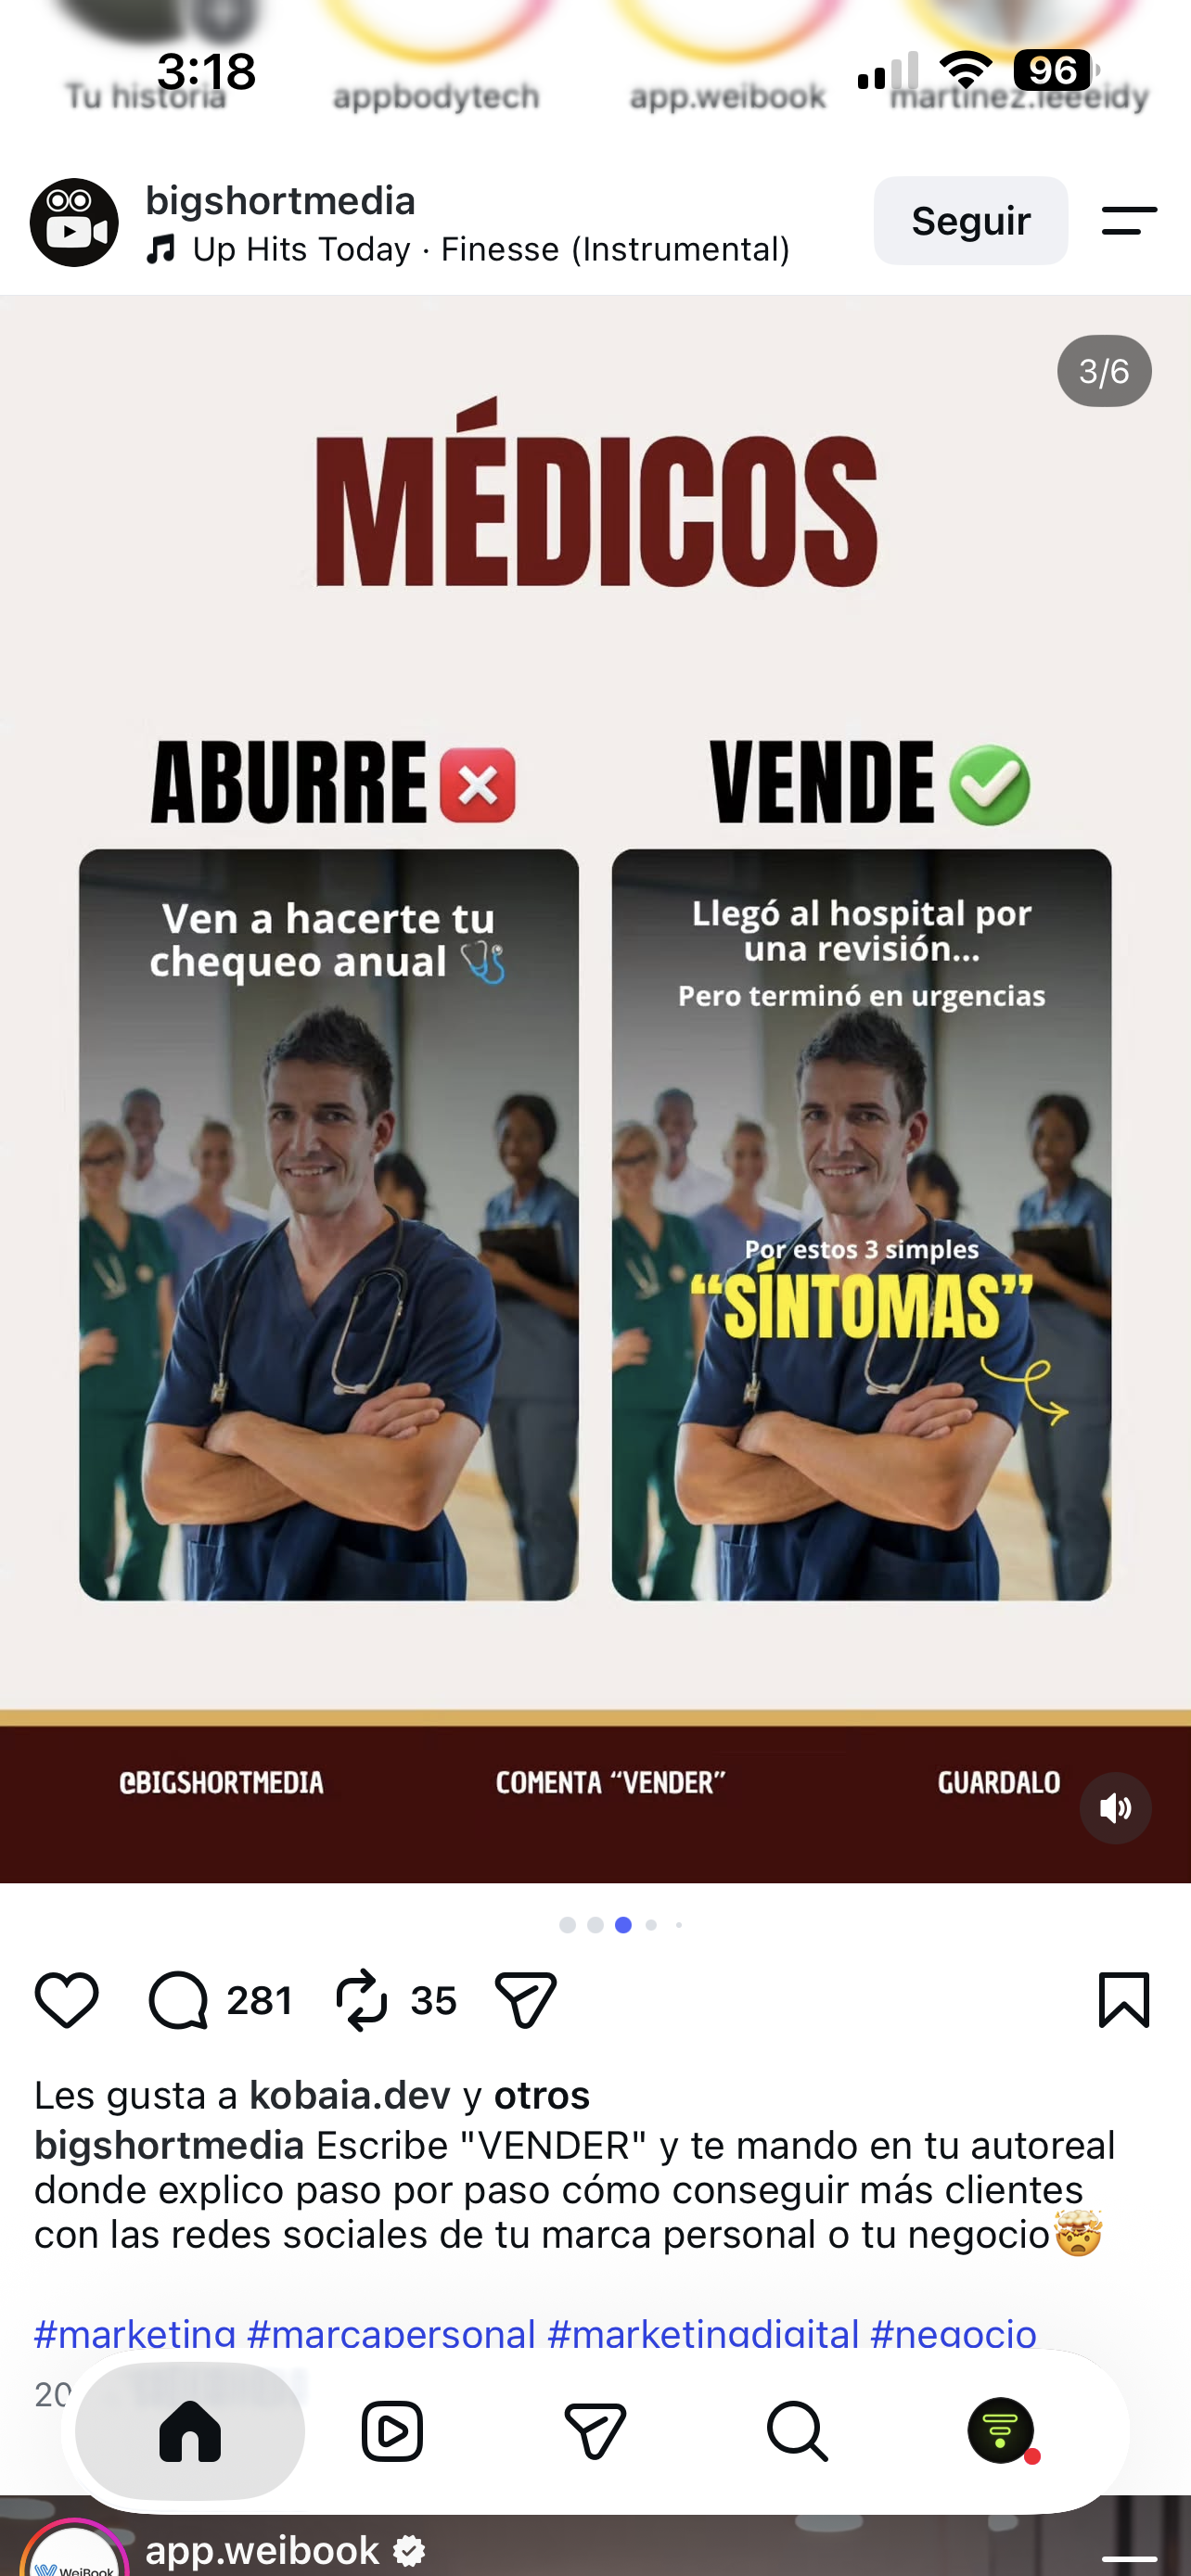 3:18
96
Tu historia
appbodytech
app.weibook
martinez.leeeidy
bigshortmedia
Up Hits Today · Finesse (Instrumental)
Seguir
3/6
MÉDICOS
ABURRE
VENDE
Ven a hacerte tu
chequeo anual
Llegó al hospital por
una revisión...
Pero terminó en urgencias
Por estos 3 simples
“SÍNTOMAS”
@BIGSHORTMEDIA
COMENTA “VENDER”
GUARDALO
281
35
Les gusta a kobaia.dev y otros
bigshortmedia Escribe "VENDER" y te mando en tu autoreal
donde explico paso por paso cómo conseguir más clientes
con las redes sociales de tu marca personal o tu negocio🤯
#marketing #marcapersonal #marketingdigital #negocio
20
WeiBook
app.weibook